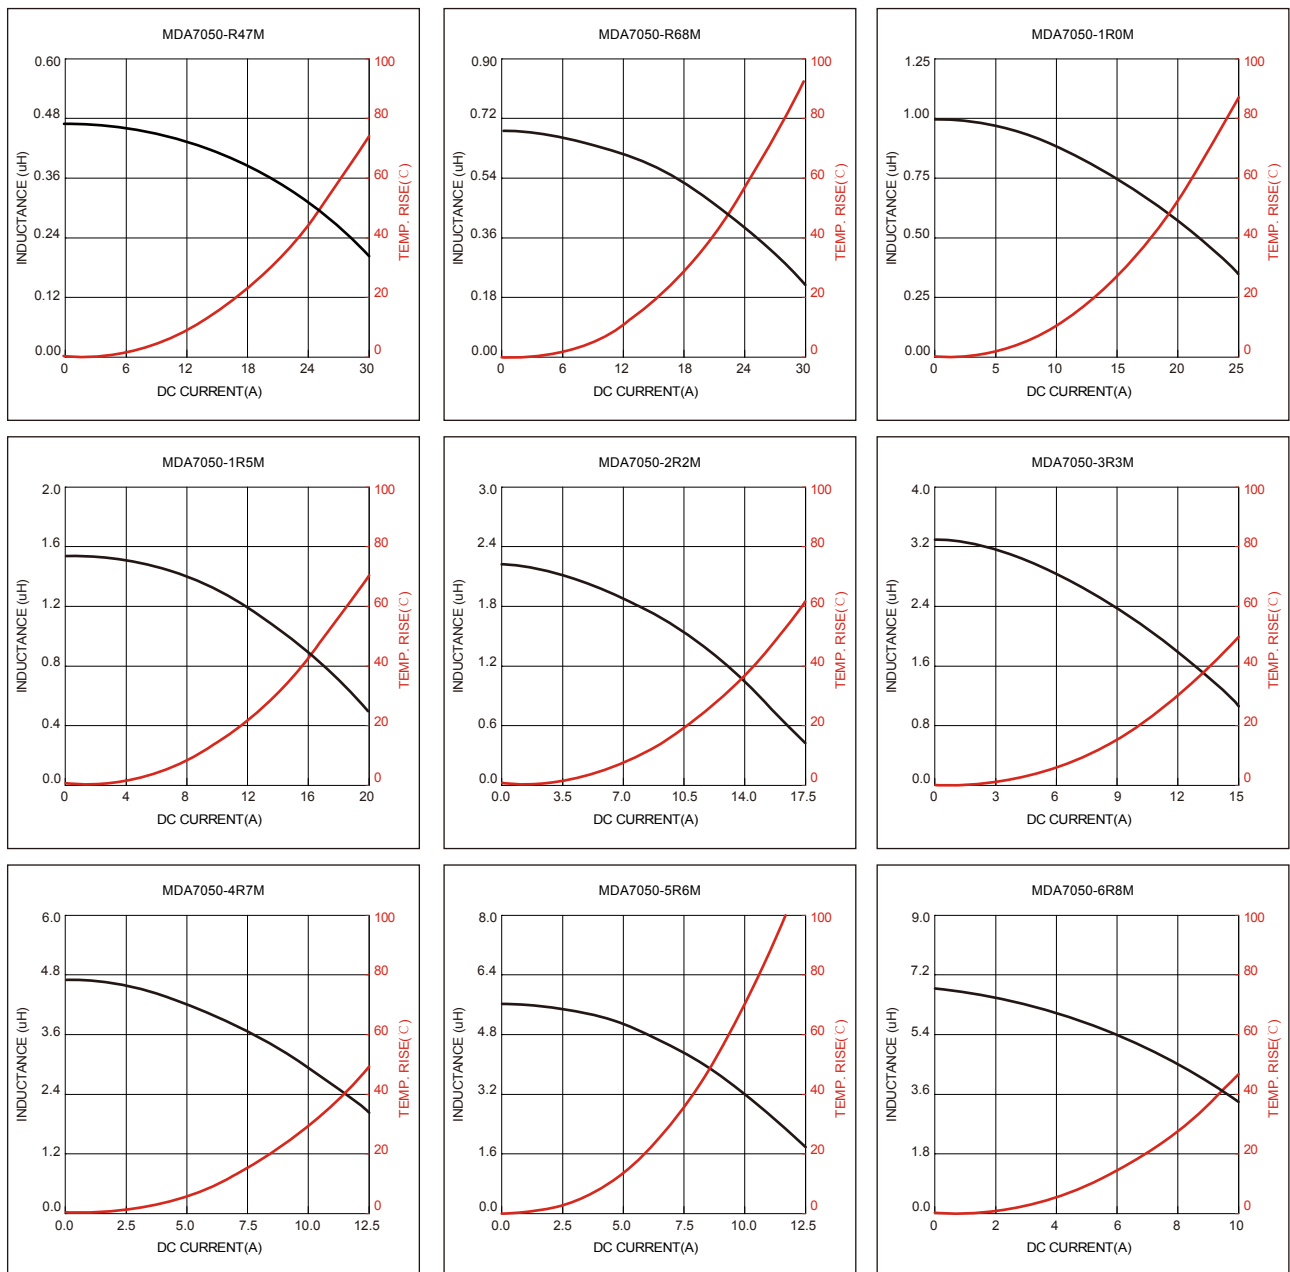 MDA7050-R47M
0.60
0.48
0.36
0.24
0.12
0.00
100
80
60
40
20
0
0 6 12 18 24 30
INDUCTANCE (uH)
TEMP. RISE(℃)
DC CURRENT(A)
MDA7050-R68M
0.90
0.72
0.54
0.36
0.18
0.00
100
80
60
40
20
0
0 6 12 18 24 30
INDUCTANCE (uH)
TEMP. RISE(℃)
DC CURRENT(A)
MDA7050-1R0M
1.25
1.00
0.75
0.50
0.25
0.00
100
80
60
40
20
0
0 5 10 15 20 25
INDUCTANCE (uH)
TEMP. RISE(℃)
DC CURRENT(A)
MDA7050-1R5M
2.0
1.6
1.2
0.8
0.4
0.0
100
80
60
40
20
0
0 4 8 12 16 20
INDUCTANCE (uH)
TEMP. RISE(℃)
DC CURRENT(A)
MDA7050-2R2M
3.0
2.4
1.8
1.2
0.6
0.0
100
80
60
40
20
0
0.0 3.5 7.0 10.5 14.0 17.5
INDUCTANCE (uH)
TEMP. RISE(℃)
DC CURRENT(A)
MDA7050-3R3M
4.0
3.2
2.4
1.6
0.8
0.0
100
80
60
40
20
0
0 3 6 9 12 15
INDUCTANCE (uH)
TEMP. RISE(℃)
DC CURRENT(A)
MDA7050-4R7M
6.0
4.8
3.6
2.4
1.2
0.0
100
80
60
40
20
0
0.0 2.5 5.0 7.5 10.0 12.5
INDUCTANCE (uH)
TEMP. RISE(℃)
DC CURRENT(A)
MDA7050-5R6M
8.0
6.4
4.8
3.2
1.6
0.0
100
80
60
40
20
0
0.0 2.5 5.0 7.5 10.0 12.5
INDUCTANCE (uH)
TEMP. RISE(℃)
DC CURRENT(A)
MDA7050-6R8M
9.0
7.2
5.4
3.6
1.8
0.0
100
80
60
40
20
0
0 2 4 6 8 10
INDUCTANCE (uH)
TEMP. RISE(℃)
DC CURRENT(A)